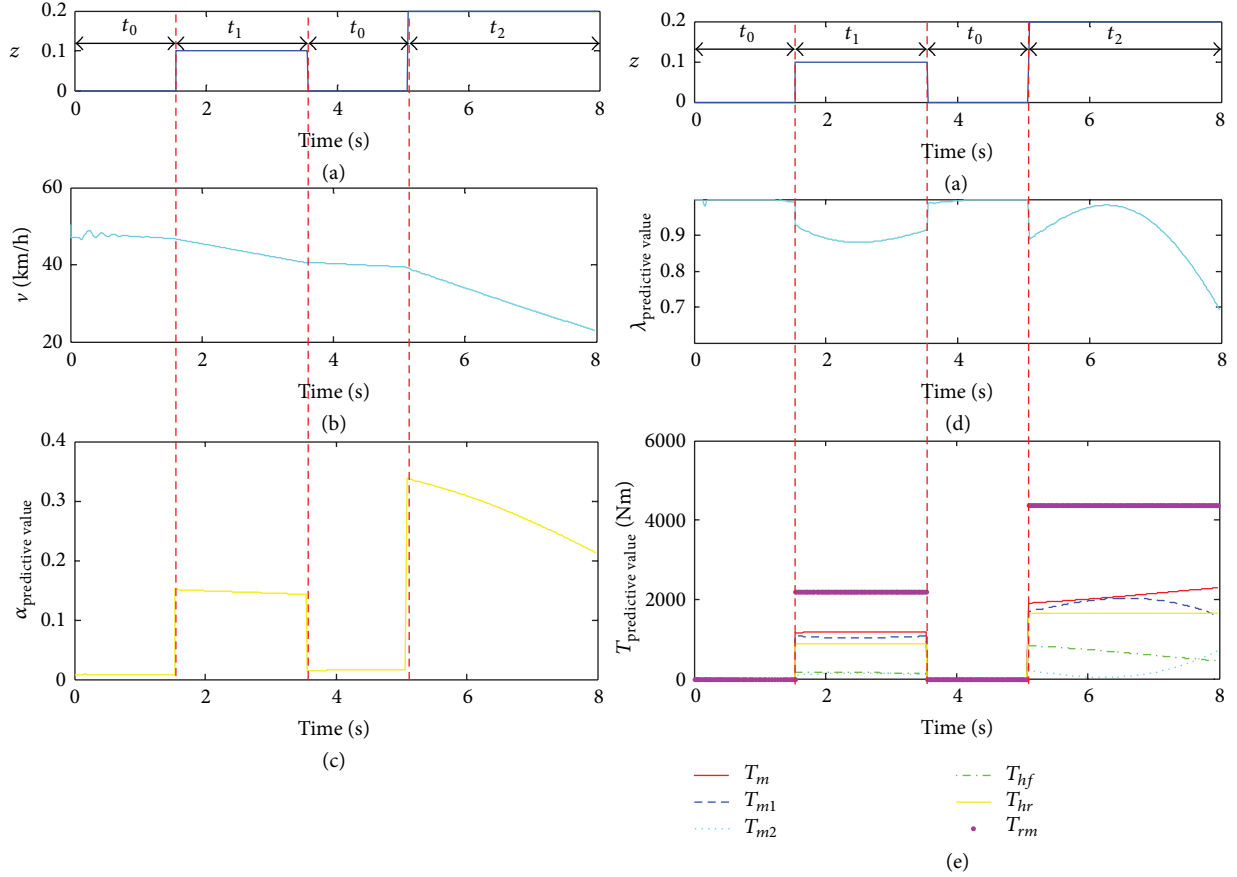 0.2
z
0.1
0
t0
t1
t0
t2
0 2 4 6 8
Time (s)
(a)
60
v (km/h)
40
20
0 2 4 6 8
Time (s)
(b)
0.4
0.3
αpredictive value
0.2
0.1
0
0 2 4 6 8
Time (s)
(c)
0.2
z
0.1
0
t0
t1
t0
t2
0 2 4 6 8
Time (s)
(a)
0.9
λpredictive value
0.8
0.7
0 2 4 6 8
Time (s)
(d)
6000
Tpredictive value (Nm)
4000
2000
0
0 2 4 6 8
Time (s)
Tm
Tm1
Tm2
Thf
Thr
Trm
(e)